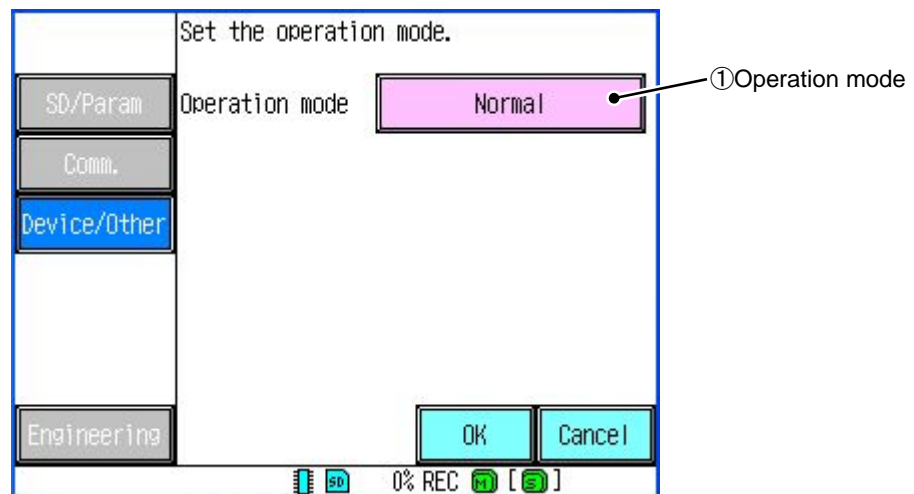 Set the operation mode.
SD/Param
Operation mode
Normal
①Operation mode
Comm.
Device/Other
Engineering
OK
Cancel
SD
0% REC M [S]